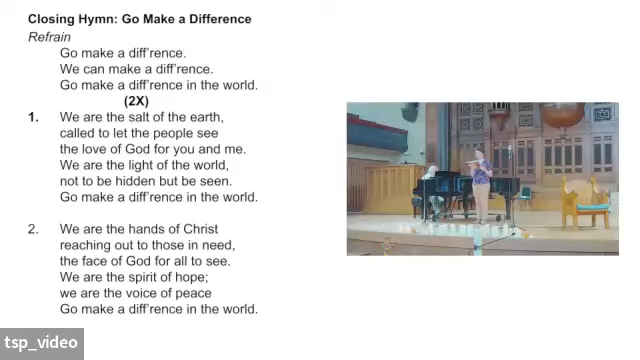 Closing Hymn: Go Make a Difference
Refrain
Go make a diff'rence.
We can make a dif'rence.
Go make a dif'rence in the world.
(2X)
1. We are the salt of the earth,
called to let the people see
the love of God for you and me.
We are the light of the world,
not to be hidden but be seen.
Go make a diff'rence in the world.
2. We are the hands of Christ
reaching out to those in need,
the face of God for all to see.
We are the spirit of hope;
we are the voice of peace
Go make a diff'rence in the world.
tsp_video